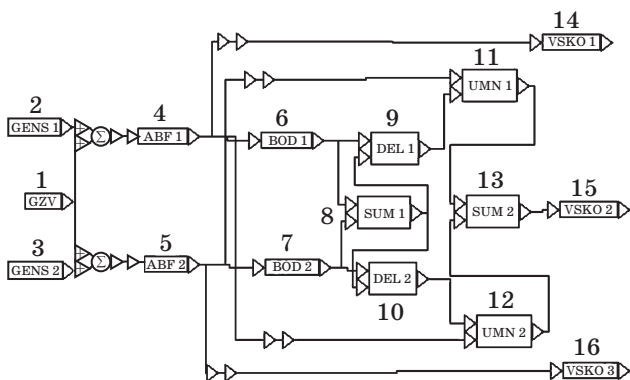 14
VSKO 1
11
UMN 1
2
GENS 1
4
ABF 1
6
BOD 1
9
DEL 1
Σ
1
GZV
8
SUM 1
13
SUM 2
15
VSKO 2
3
GENS 2
Σ
5
ABF 2
7
BOD 2
DEL 2
10
12
UMN 2
16
VSKO 3